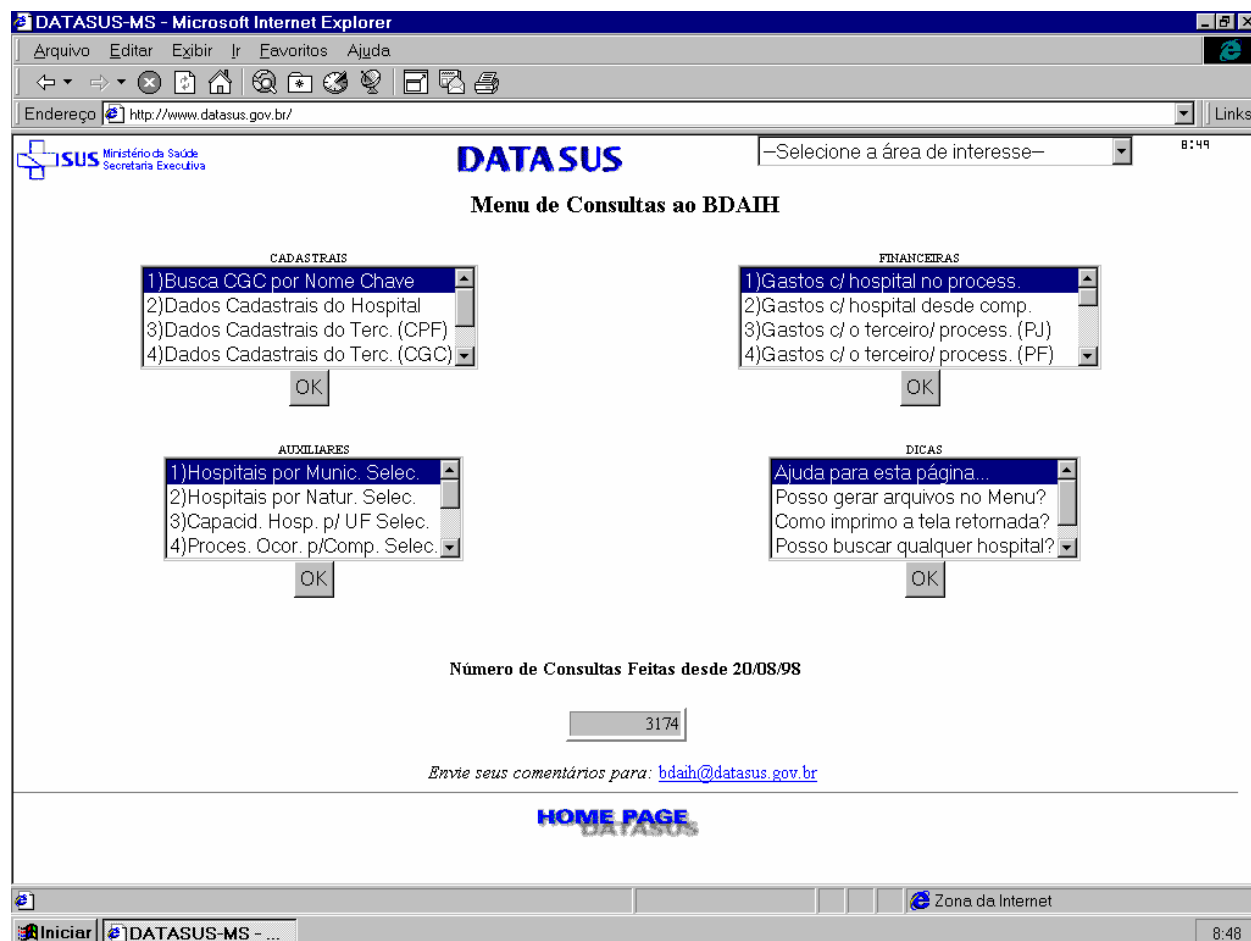 DATASUS-MS - Microsoft Internet Explorer
Arquivo Editar Exibir Ir Favoritos Ajuda
Endereço http://www.datasus.gov.br/ Links
SUS Ministério da Saúde
Secretaria Executiva
DATASUS
--Selecione a área de interesse--
8:49
Menu de Consultas ao BDAIH
CADASTRAIS
1)Busca CGC por Nome Chave
2)Dados Cadastrais do Hospital
3)Dados Cadastrais do Terc. (CPF)
4)Dados Cadastrais do Terc. (CGC)
OK
FINANCEIRAS
1)Gastos c/ hospital no process.
2)Gastos c/ hospital desde comp.
3)Gastos c/ o terceiro/ process. (PJ)
4)Gastos c/ o terceiro/ process. (PF)
OK
AUXILIARES
1)Hospitais por Munic. Selec.
2)Hospitais por Natur. Selec.
3)Capacid. Hosp. p/ UF Selec.
4)Proces. Ocor. p/Comp. Selec.
OK
DICAS
Ajuda para esta página...
Posso gerar arquivos no Menu?
Como imprimo a tela retornada?
Posso buscar qualquer hospital?
OK
Número de Consultas Feitas desde 20/08/98
3174
Envie seus comentários para: bdaih@datasus.gov.br
HOME PAGE
DATASUS
Zona da Internet
Iniciar DATASUS-MS - ... 8:48